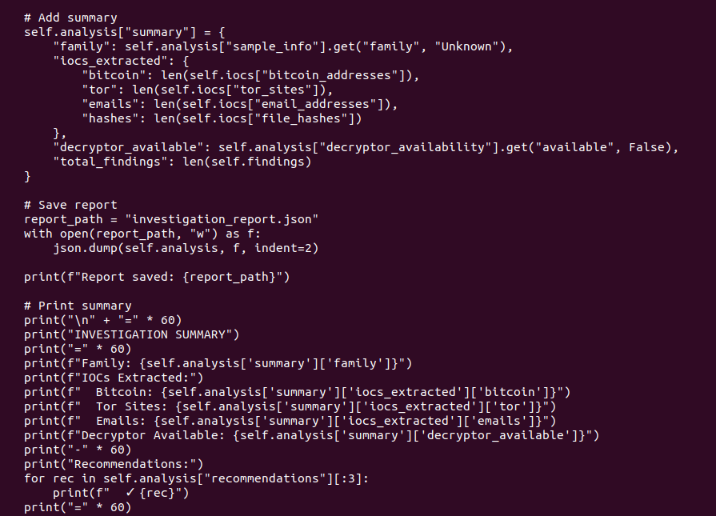 # Add summary
self.analysis["summary"] = {
    "family": self.analysis["sample_info"].get("family", "Unknown"),
    "iocs_extracted": {
        "bitcoin": len(self.iocs["bitcoin_addresses"]),
        "tor": len(self.iocs["tor_sites"]),
        "emails": len(self.iocs["email_addresses"]),
        "hashes": len(self.iocs["file_hashes"])
    },
    "decryptor_available": self.analysis["decryptor_availability"].get("available", False),
    "total_findings": len(self.findings)
}

# Save report
report_path = "investigation_report.json"
with open(report_path, "w") as f:
    json.dump(self.analysis, f, indent=2)

print(f"Report saved: {report_path}")

# Print summary
print("\n" + "=" * 60)
print("INVESTIGATION SUMMARY")
print("=" * 60)
print(f"Family: {self.analysis['summary']['family']}")
print(f"IOCs Extracted:")
print(f"  Bitcoin: {self.analysis['summary']['iocs_extracted']['bitcoin']}")
print(f"  Tor Sites: {self.analysis['summary']['iocs_extracted']['tor']}")
print(f"  Emails: {self.analysis['summary']['iocs_extracted']['emails']}")
print(f"Decryptor Available: {self.analysis['summary']['decryptor_available']}")
print("-" * 60)
print("Recommendations:")
for rec in self.analysis["recommendations"][:3]:
    print(f"  ✓ {rec}")
print("=" * 60)